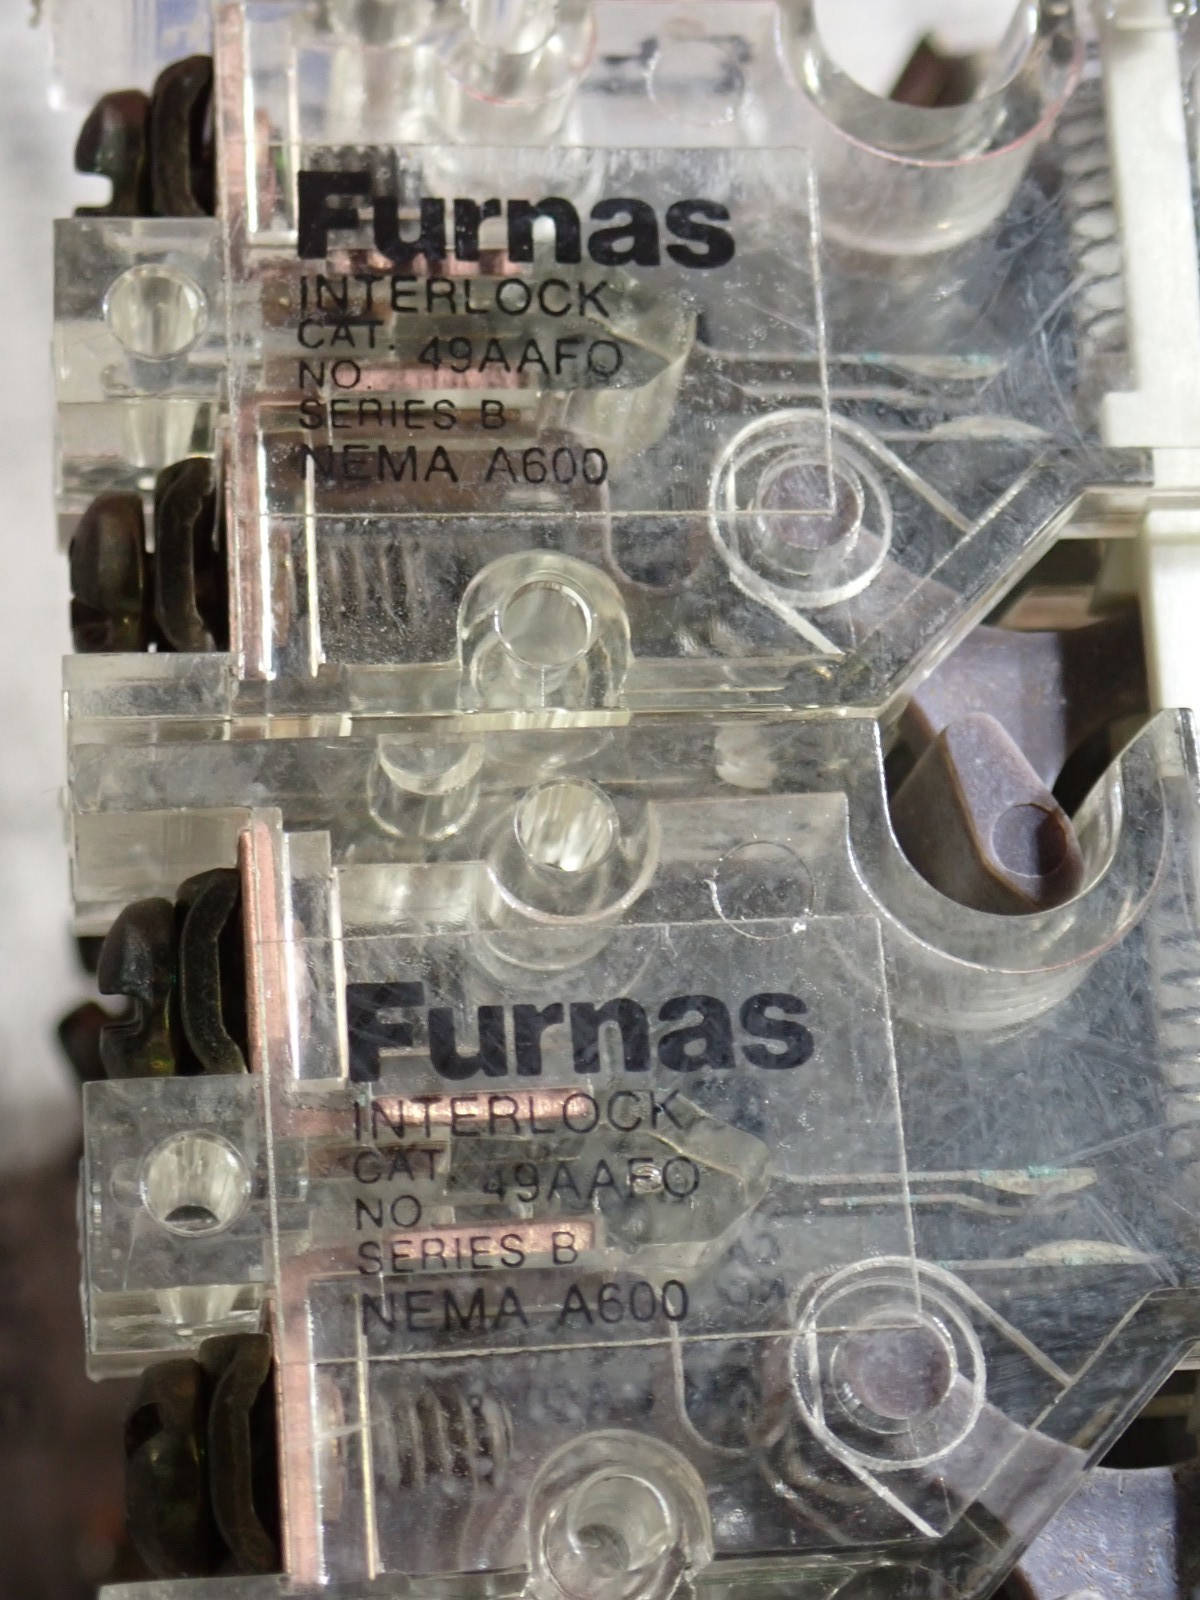 Furnas
INTERLOCK
CAT. NO. 49AAFO
SERIES B
NEMA A600
Furnas
INTERLOCK
CAT. NO. 49AAFO
SERIES B
NEMA A600